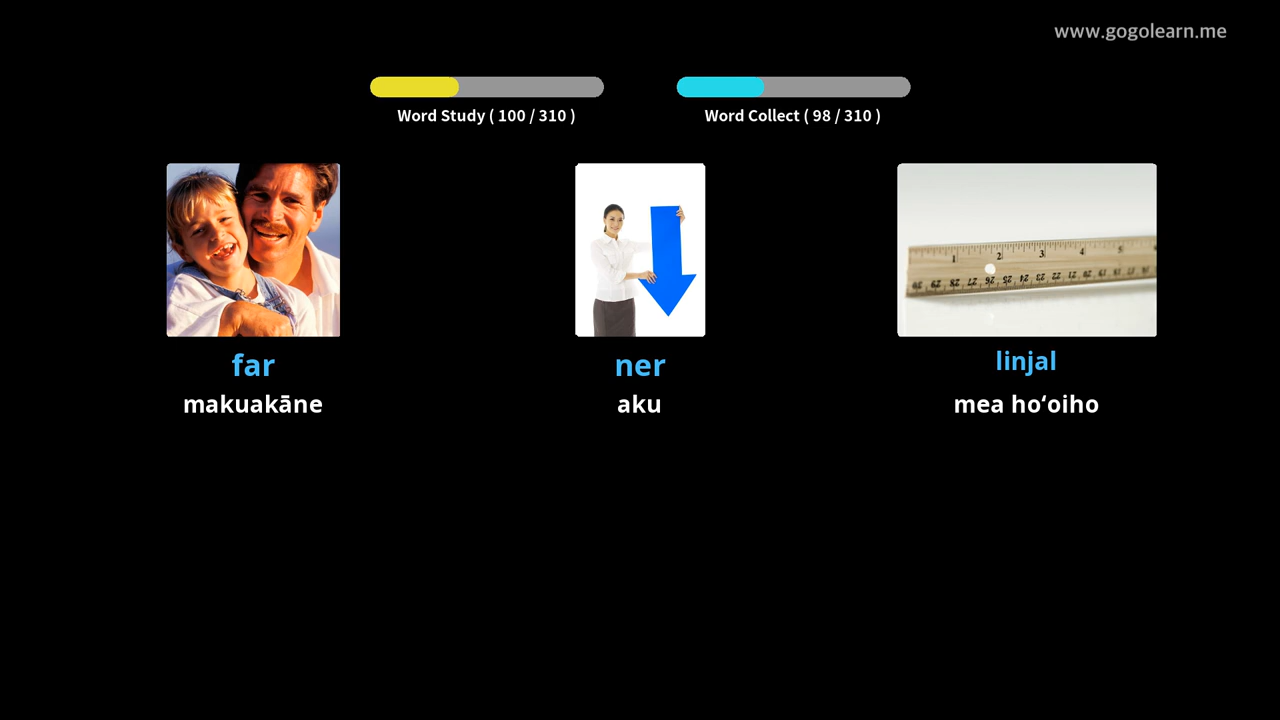 www.gogolearn.me
Word Study ( 100 / 310 )
Word Collect ( 98 / 310 )
far
makuakāne
ner
aku
linjal
mea hoʻoiho